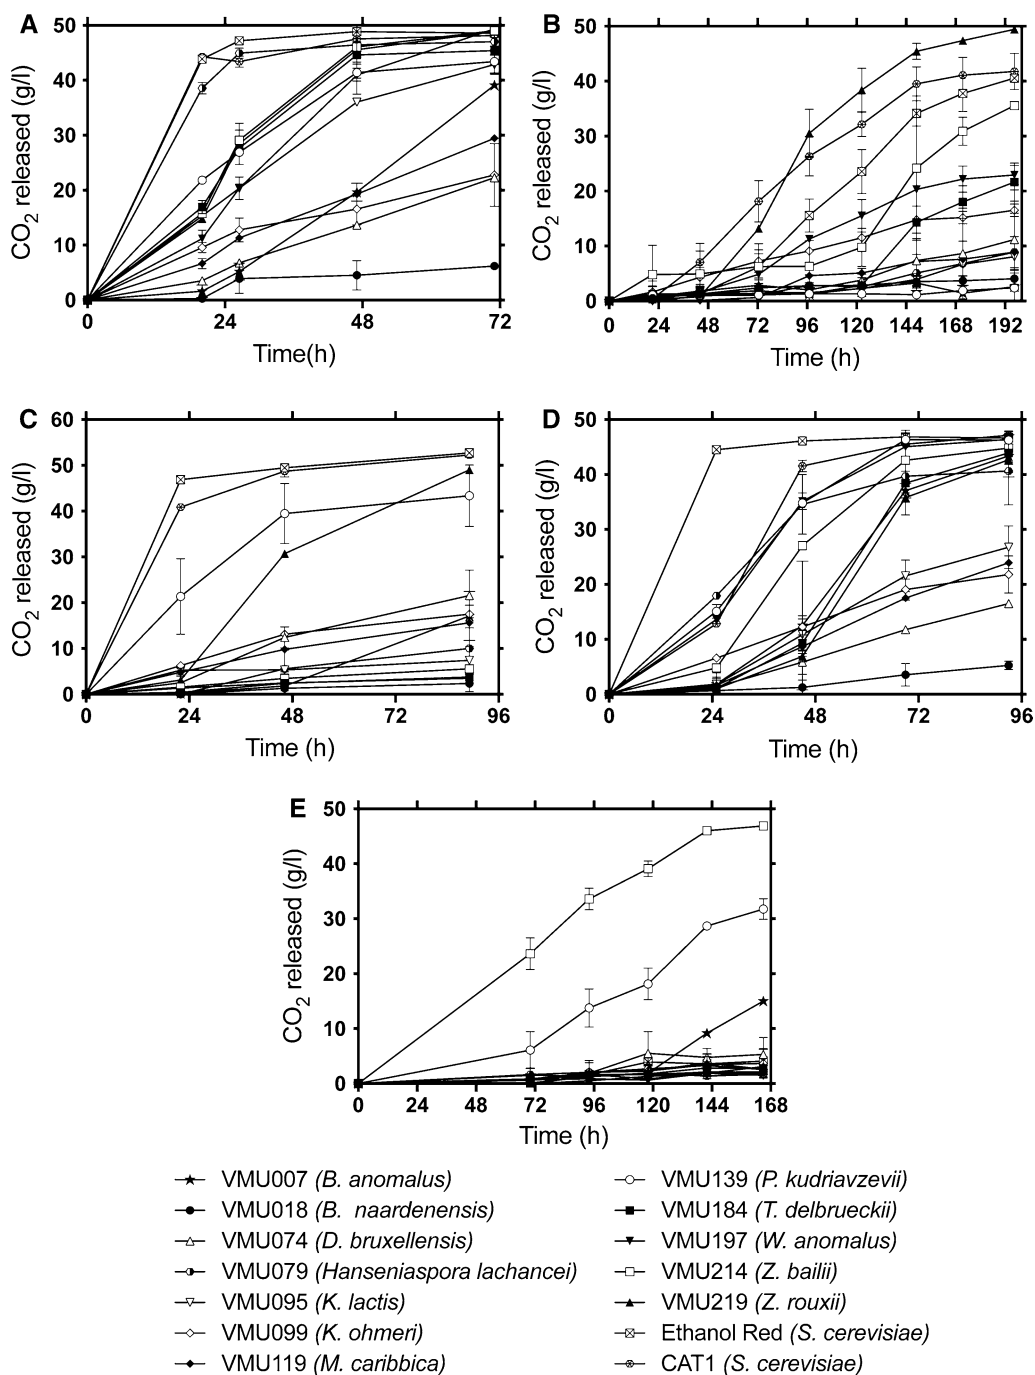 A
50
40
30
20
10
0
CO2 released (g/l)
0 24 48 72
Time(h)
B
50
40
30
20
10
0
CO2 released (g/l)
0 24 48 72 96 120 144 168 192
Time (h)
C
60
50
40
30
20
10
0
CO2 released (g/l)
0 24 48 72 96
Time (h)
D
50
40
30
20
10
0
CO2 released (g/l)
0 24 48 72 96
Time (h)
E
50
40
30
20
10
0
CO2 released (g/l)
0 24 48 72 96 120 144 168
Time (h)
VMU007 (B. anomalus)
VMU018 (B. naardenensis)
VMU074 (D. bruxellensis)
VMU079 (Hanseniaspora lachancei)
VMU095 (K. lactis)
VMU099 (K. ohmeri)
VMU119 (M. caribbica)
VMU139 (P. kudriavzevii)
VMU184 (T. delbrueckii)
VMU197 (W. anomalus)
VMU214 (Z. bailii)
VMU219 (Z. rouxii)
Ethanol Red (S. cerevisiae)
CAT1 (S. cerevisiae)